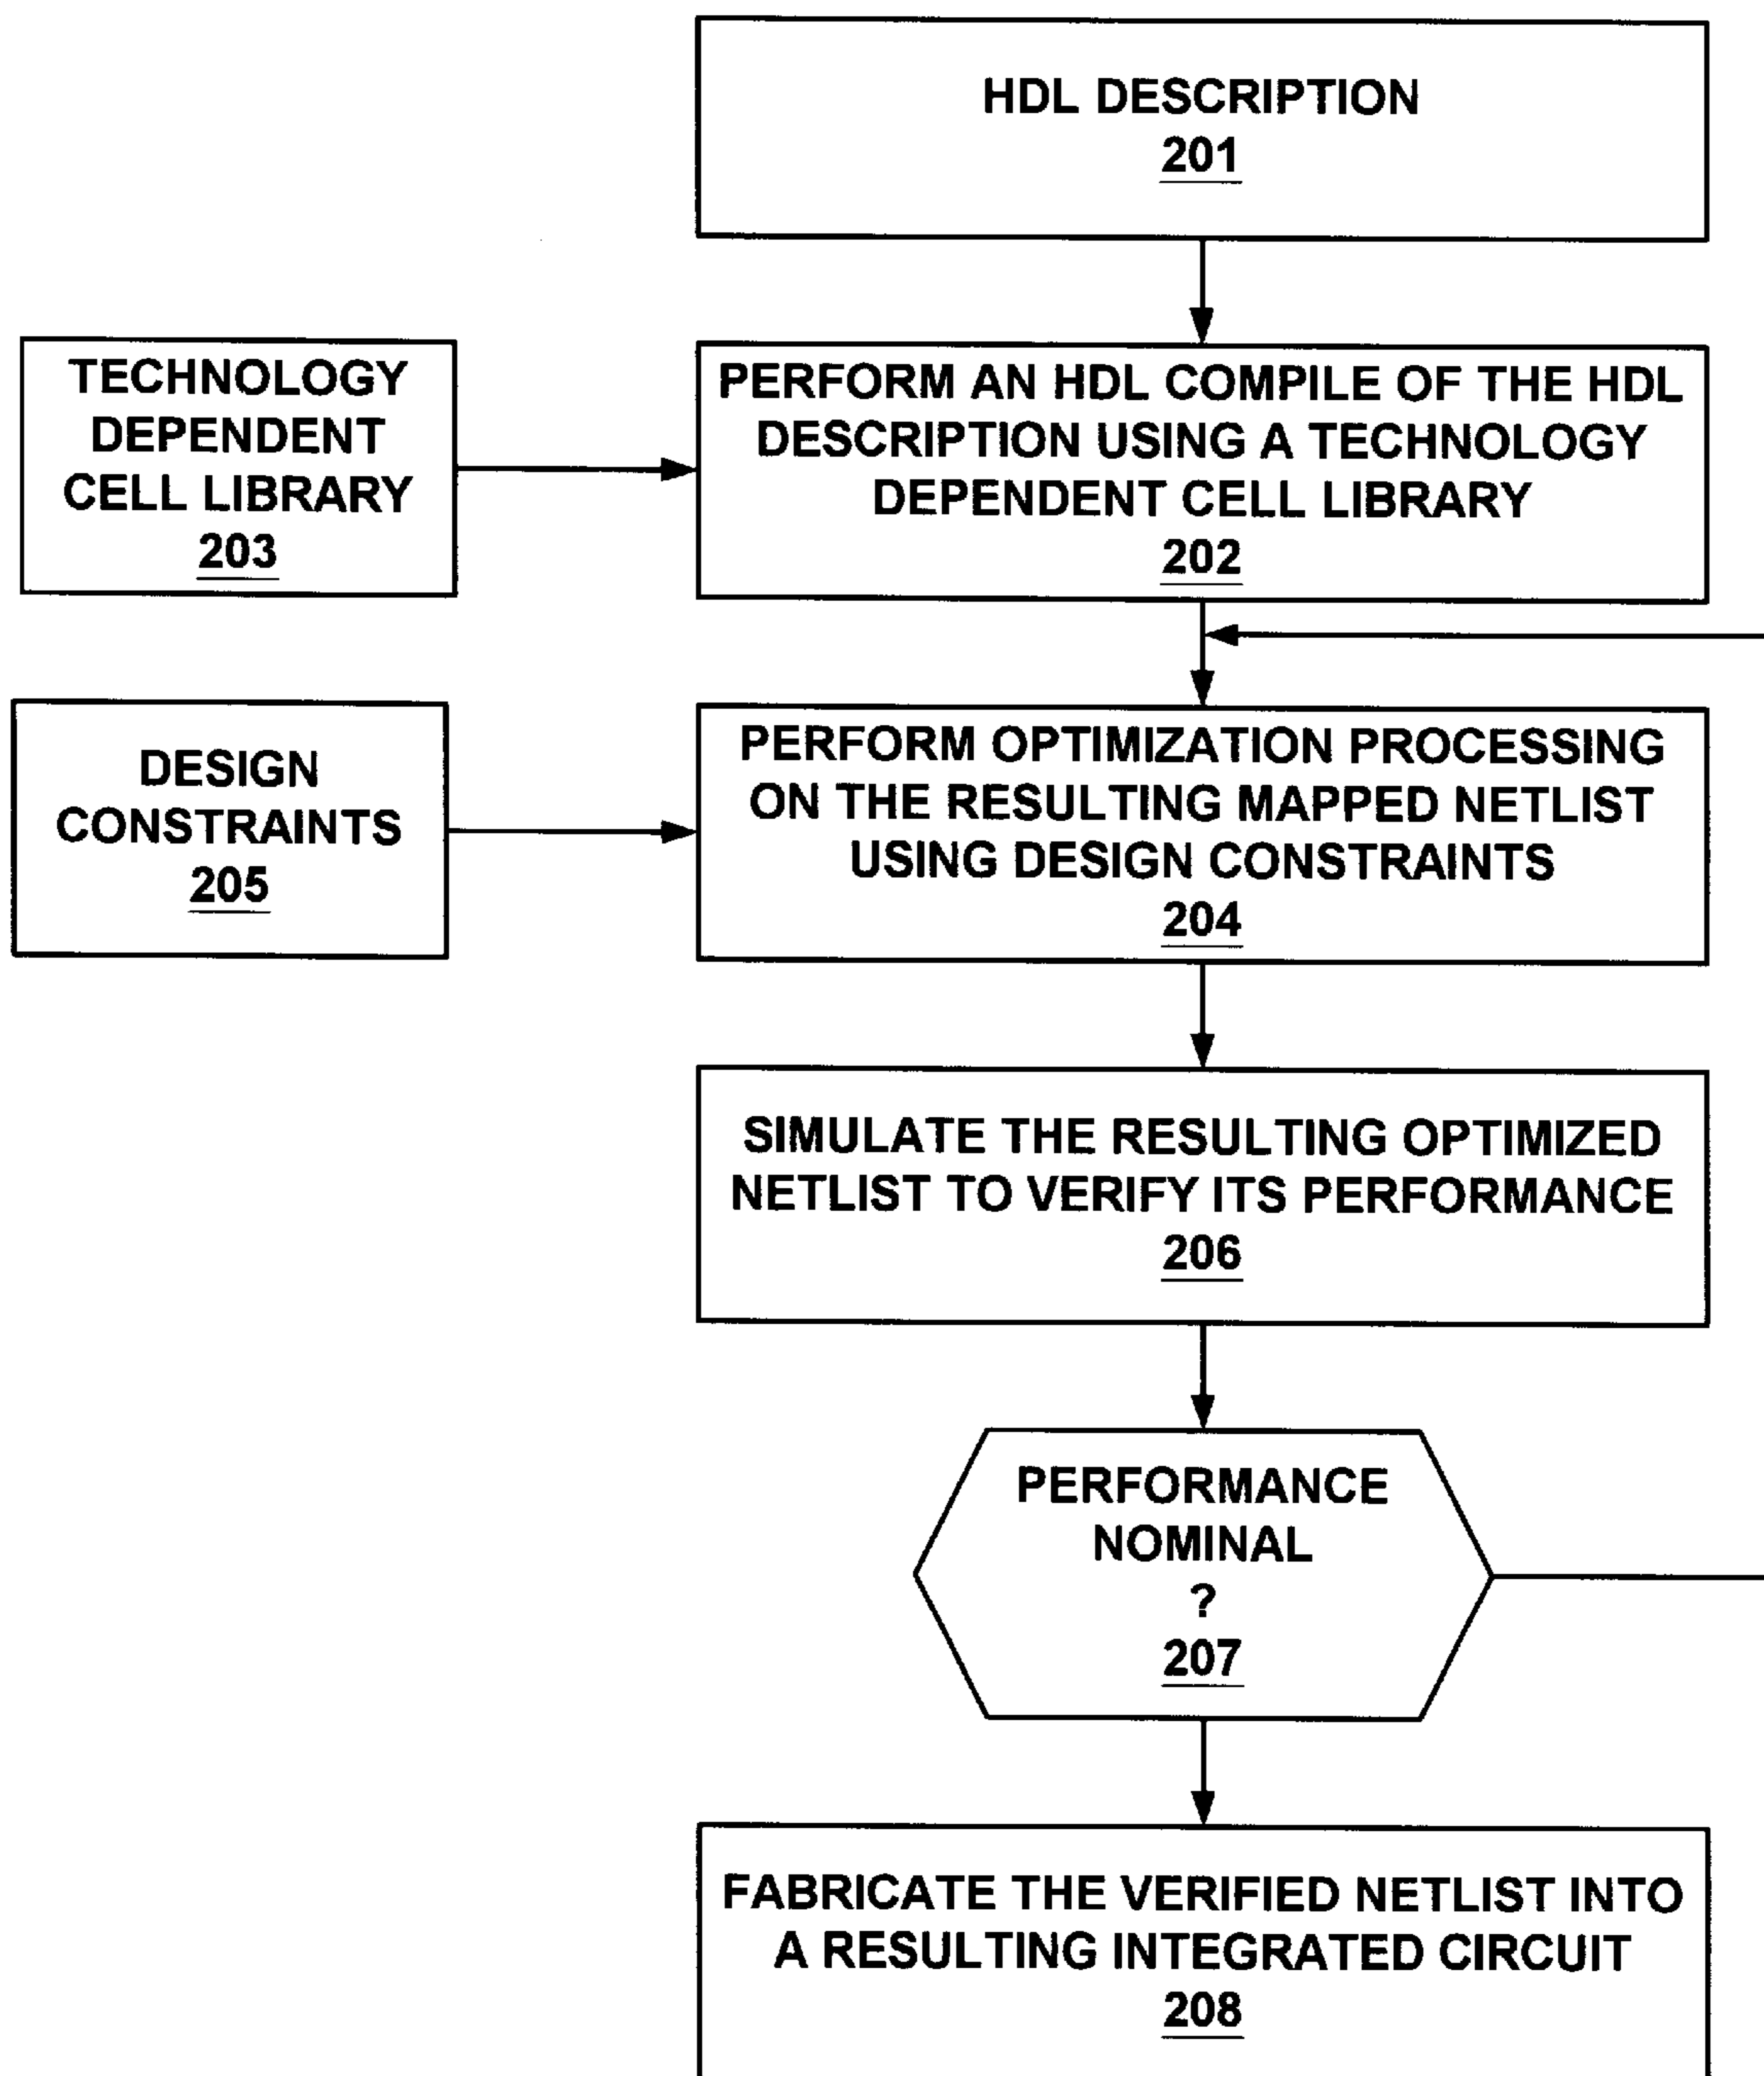 HDL DESCRIPTION
201
TECHNOLOGY
DEPENDENT
CELL LIBRARY
203
PERFORM AN HDL COMPILE OF THE HDL
DESCRIPTION USING A TECHNOLOGY
DEPENDENT CELL LIBRARY
202
DESIGN
CONSTRAINTS
205
PERFORM OPTIMIZATION PROCESSING
ON THE RESULTING MAPPED NETLIST
USING DESIGN CONSTRAINTS
204
SIMULATE THE RESULTING OPTIMIZED
NETLIST TO VERIFY ITS PERFORMANCE
206
PERFORMANCE
NOMINAL
?
207
FABRICATE THE VERIFIED NETLIST INTO
A RESULTING INTEGRATED CIRCUIT
208